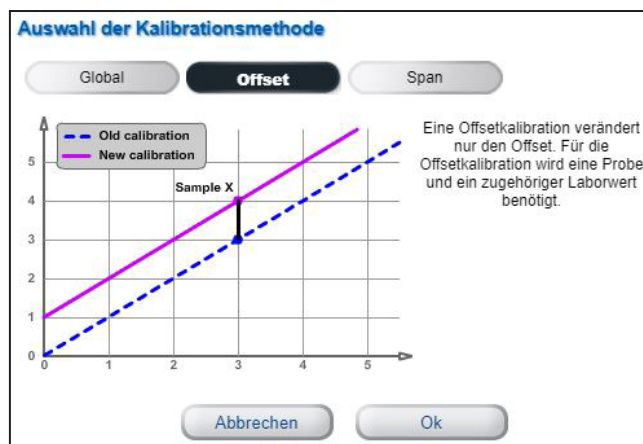 Auswahl der Kalibrationsmethode
Global
Offset
Span
Old calibration
New calibration
Sample X
5
4
3
2
1
0
0
1
2
3
4
5
Eine Offsetkalibration verändert
nur den Offset. Für die
Offsetkalibration wird eine Probe
und ein zugehöriger Laborwert
benötigt.
Abbrechen
Ok